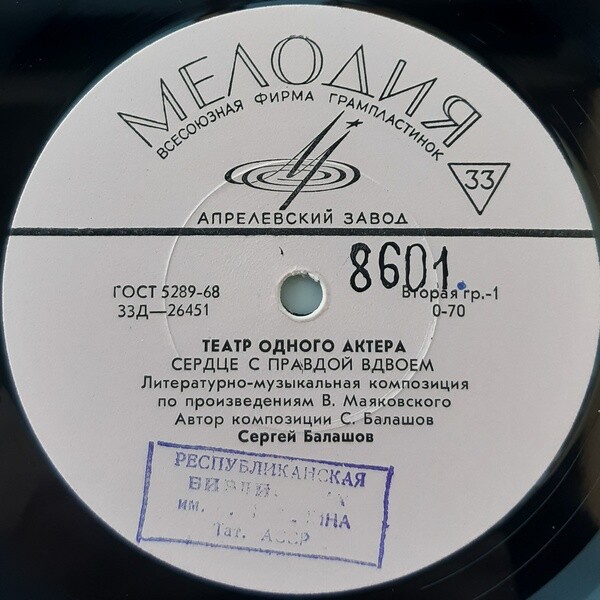 МЕЛОДИЯ
ВСЕСОЮЗНАЯ ФИРМА ГРАМПЛАСТИНОК
33
АПРЕЛЕВСКИЙ ЗАВОД
8601.
ГОСТ 5289-68
Вторая гр.-1
33Д—26451
0-70
ТЕАТР ОДНОГО АКТЕРА
СЕРДЦЕ С ПРАВДОЙ ВДВОЕМ
Литературно-музыкальная композиция
по произведениям В. Маяковского
Автор композиции С. Балашов
Сергей Балашов
РЕСПУБЛИКАНСКАЯ
им.
Тат. АССР